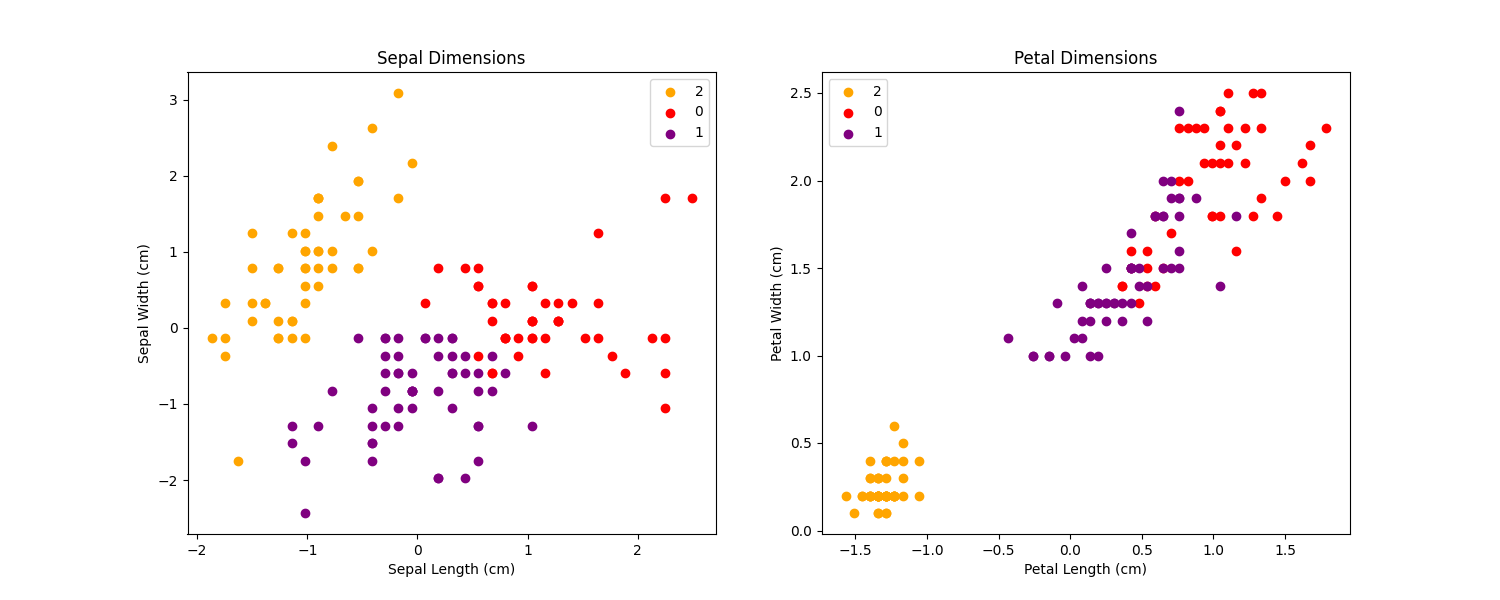 Sepal Dimensions
2
0
1
3
2
1
0
−1
−2
Sepal Width (cm)
−2 −1 0 1 2
Sepal Length (cm)
Petal Dimensions
2
0
1
2.5
2.0
1.5
1.0
0.5
0.0
Petal Width (cm)
−1.5 −1.0 −0.5 0.0 0.5 1.0 1.5
Petal Length (cm)